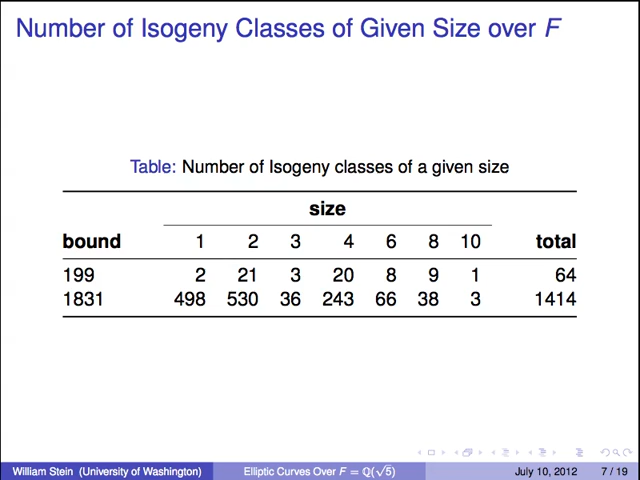 Number of Isogeny Classes of Given Size over F
Table: Number of Isogeny classes of a given size
size
bound 1 2 3 4 6 8 10 total
199 2 21 3 20 8 9 1 64
1831 498 530 36 243 66 38 3 1414
William Stein (University of Washington) Elliptic Curves Over F = ℚ(√5) July 10, 2012 7 / 19